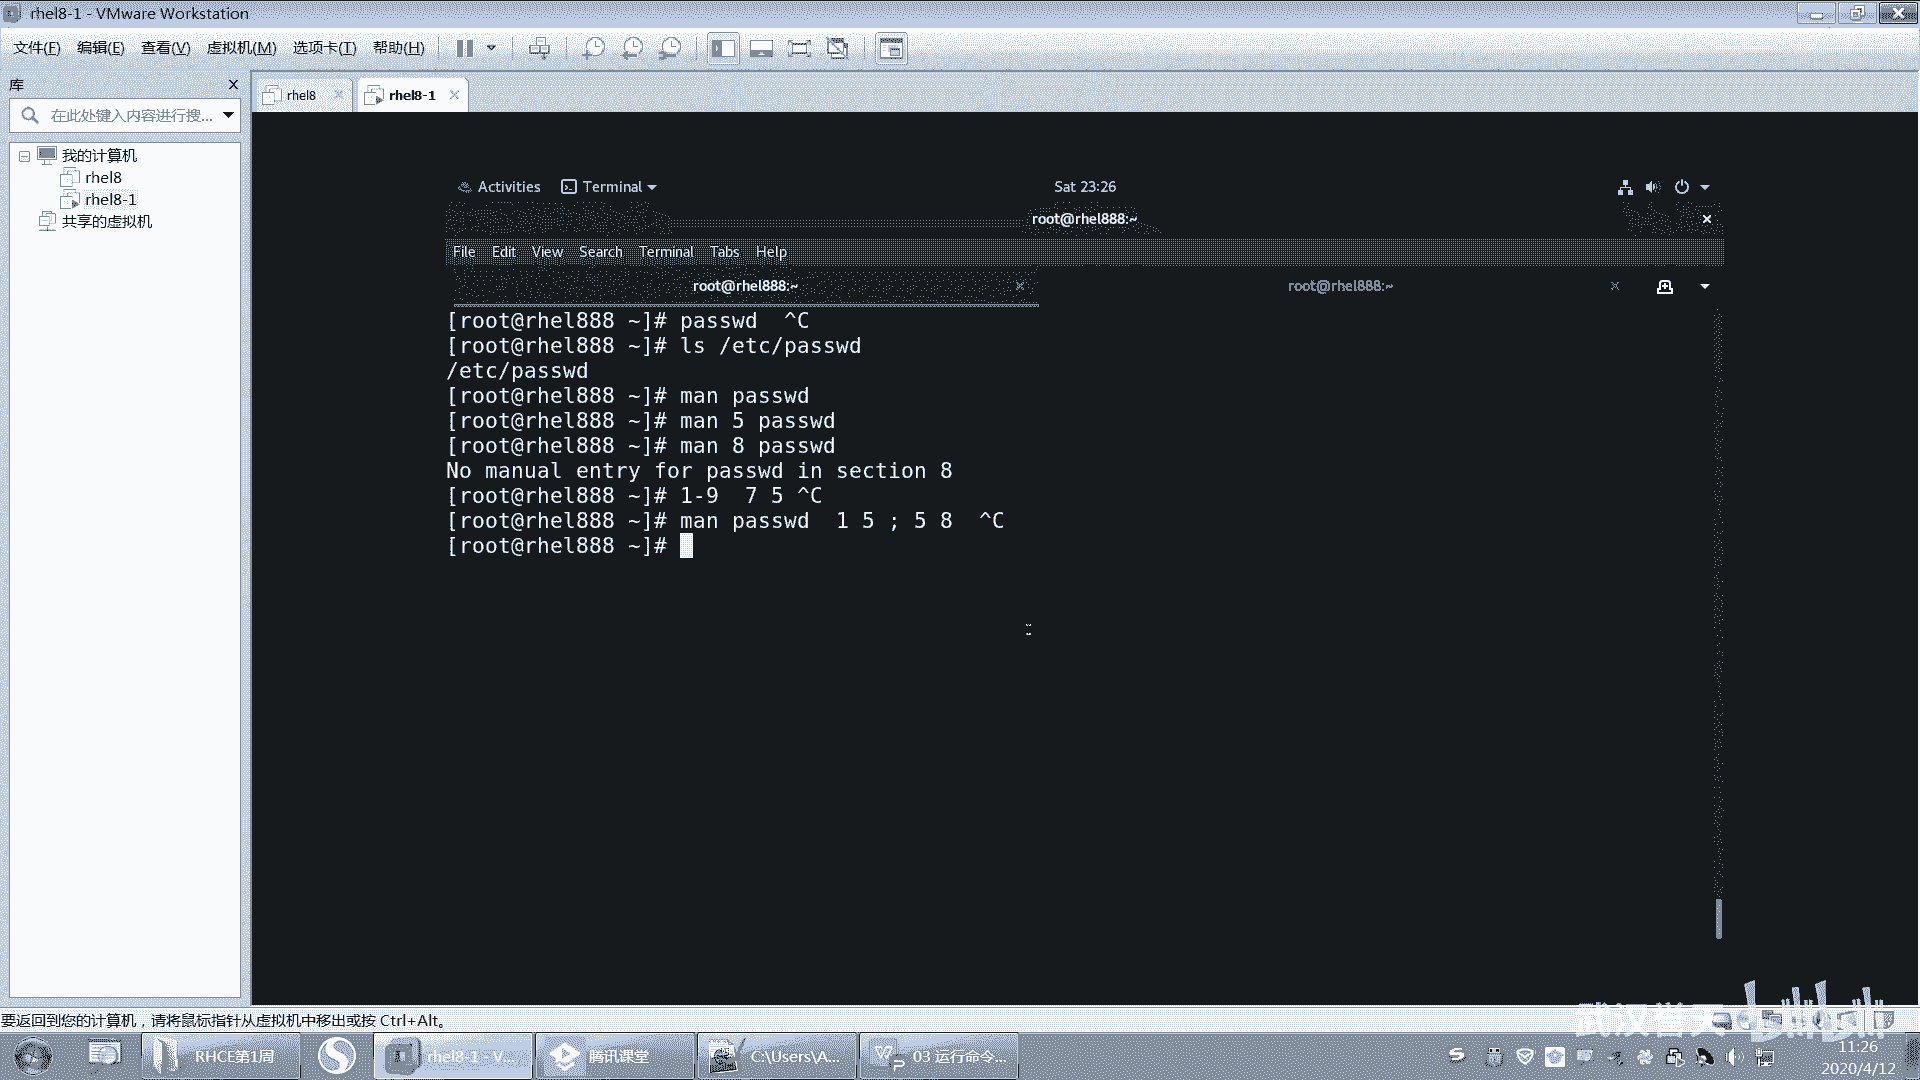 rhel8-1 - VMware Workstation
文件(F) 编辑(E) 查看(V) 虚拟机(M) 选项卡(T) 帮助(H)
库
在此处键入内容进行搜...
我的计算机
rhel8
rhel8-1
共享的虚拟机
rhel8
rhel8-1
Activities Terminal Sat 23:26
root@rhel888:~
File Edit View Search Terminal Tabs Help
root@rhel888:~ root@rhel888:~
[root@rhel888 ~]# passwd  ^C
[root@rhel888 ~]# ls /etc/passwd
/etc/passwd
[root@rhel888 ~]# man passwd
[root@rhel888 ~]# man 5 passwd
[root@rhel888 ~]# man 8 passwd
No manual entry for passwd in section 8
[root@rhel888 ~]# 1-9  7 5 ^C
[root@rhel888 ~]# man passwd  1 5 ; 5 8  ^C
[root@rhel888 ~]#
要返回到您的计算机，请将鼠标指针从虚拟机中移出或按 Ctrl+Alt。
武汉誉天 bilibili
RHCE第1周 rhel8-1 - V... 腾讯课堂 C:\Users\A... 03 运行命令...
11:26
2020/4/12